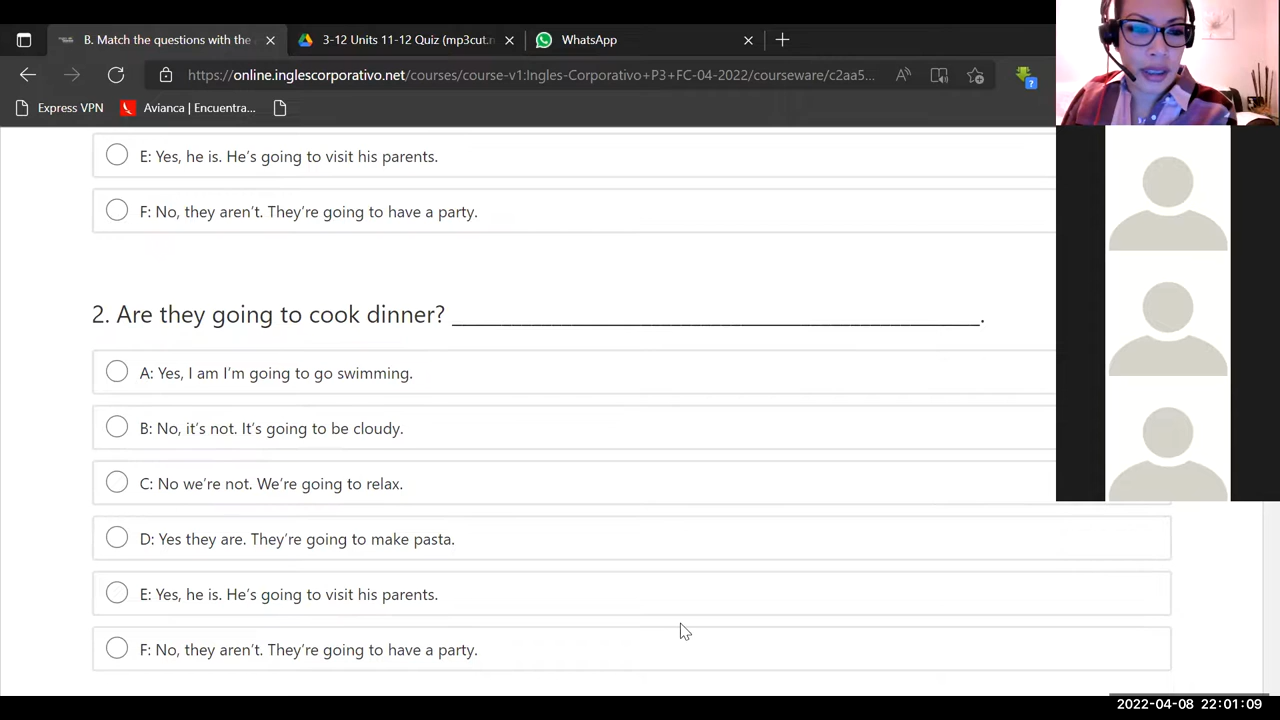 B. Match the questions with the
3-12 Units 11-12 Quiz (
WhatsApp
https://online.inglescorporativo.net/courses/course-v1:Ingles-Corporativo+P3+FC-04-2022/courseware/c2aa5...
Express VPN
Avianca | Encuentra...
E: Yes, he is. He's going to visit his parents.
F: No, they aren't. They're going to have a party.
2. Are they going to cook dinner? ________________________________________.
A: Yes, I am I'm going to go swimming.
B: No, it's not. It's going to be cloudy.
C: No we're not. We're going to relax.
D: Yes they are. They're going to make pasta.
E: Yes, he is. He's going to visit his parents.
F: No, they aren't. They're going to have a party.
2022-04-08 22:01:09